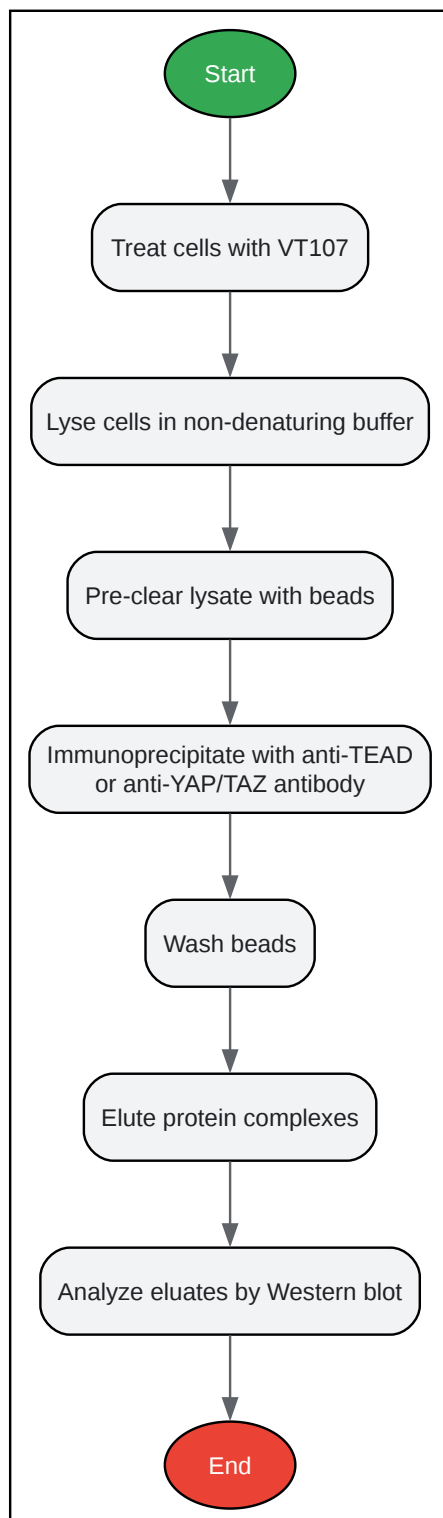 Start
Treat cells with VT107
Lyse cells in non-denaturing buffer
Pre-clear lysate with beads
Immunoprecipitate with anti-TEAD
or anti-YAP/TAZ antibody
Wash beads
Elute protein complexes
Analyze eluates by Western blot
End